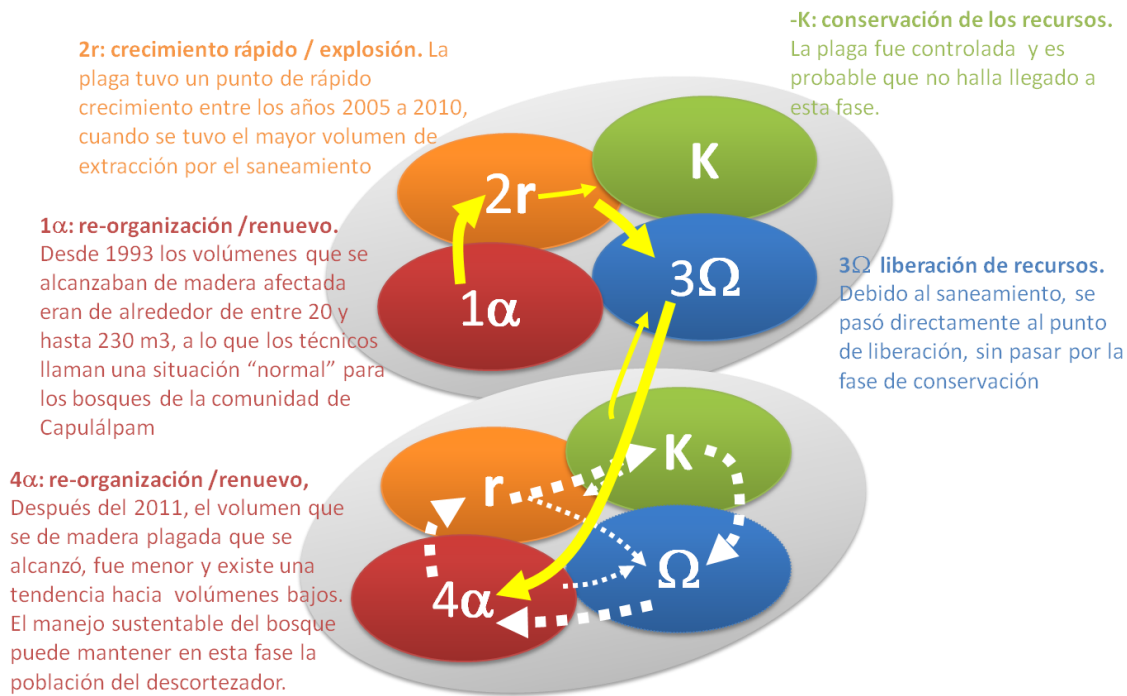 2r: crecimiento rápido / explosión. La
plaga tuvo un punto de rápido
crecimiento entre los años 2005 a 2010,
cuando se tuvo el mayor volumen de
extracción por el saneamiento
-K: conservación de los recursos.
La plaga fue controlada y es
probable que no halla llegado a
esta fase.
1α: re-organización /renuevo.
Desde 1993 los volúmenes que se
alcanzaban de madera afectada
eran de alrededor de entre 20 y
hasta 230 m3, a lo que los técnicos
llaman una situación “normal” para
los bosques de la comunidad de
Capulálpam
2r
K
1α
3Ω
3Ω liberación de recursos.
Debido al saneamiento, se
pasó directamente al punto
de liberación, sin pasar por la
fase de conservación
4α: re-organización /renuevo,
Después del 2011, el volumen que
se de madera plagada que se
alcanzó, fue menor y existe una
tendencia hacia volúmenes bajos.
El manejo sustentable del bosque
puede mantener en esta fase la
población del descortezador.
r
K
4α
Ω